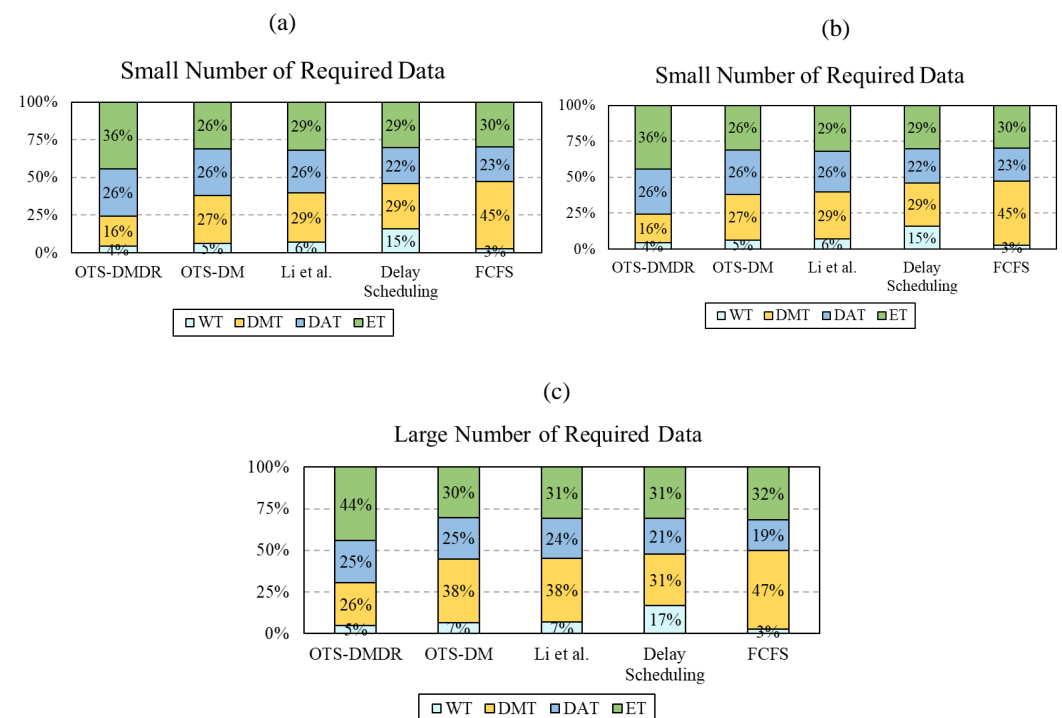 (a)
Small Number of Required Data
100%
75%
50%
25%
0%
36% 26% 29% 29% 30%
26% 26% 26% 22% 23%
16% 27% 29% 29% 45%
4% 5% 6% 15% 3%
OTS-DMDR OTS-DM Li et al. Delay Scheduling FCFS
WT DMT DAT ET
(b)
Small Number of Required Data
100%
75%
50%
25%
0%
36% 26% 29% 29% 30%
26% 26% 26% 22% 23%
16% 27% 29% 29% 45%
4% 5% 6% 15% 3%
OTS-DMDR OTS-DM Li et al. Delay Scheduling FCFS
WT DMT DAT ET
(c)
Large Number of Required Data
100%
75%
50%
25%
0%
44% 30% 31% 31% 32%
25% 25% 24% 21% 19%
26% 38% 38% 31% 47%
5% 7% 7% 17% 3%
OTS-DMDR OTS-DM Li et al. Delay Scheduling FCFS
WT DMT DAT ET